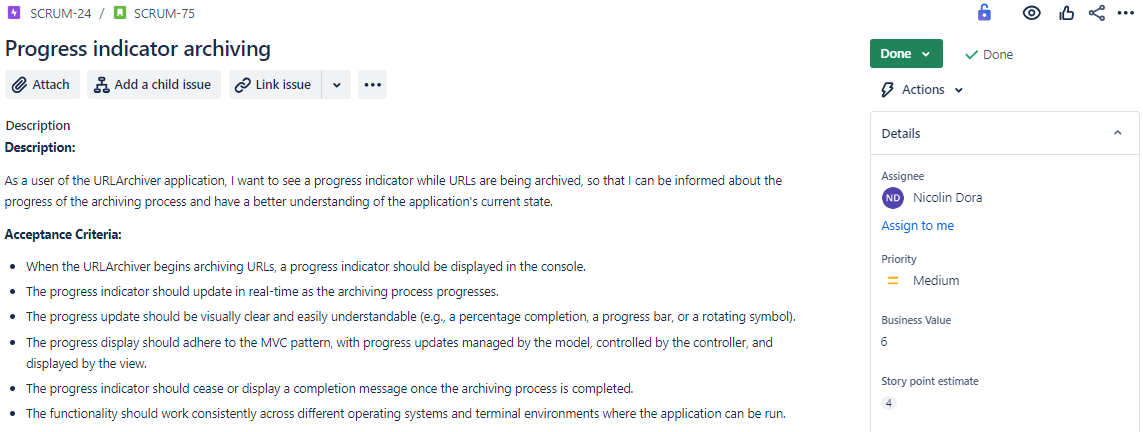 SCRUM-24 / SCRUM-75
Progress indicator archiving
Attach
Add a child issue
Link issue
Description
Description:
As a user of the URLArchiver application, I want to see a progress indicator while URLs are being archived, so that I can be informed about the
progress of the archiving process and have a better understanding of the application's current state.
Acceptance Criteria:
• When the URLArchiver begins archiving URLs, a progress indicator should be displayed in the console.
• The progress indicator should update in real-time as the archiving process progresses.
• The progress update should be visually clear and easily understandable (e.g., a percentage completion, a progress bar, or a rotating symbol).
• The progress display should adhere to the MVC pattern, with progress updates managed by the model, controlled by the controller, and
displayed by the view.
• The progress indicator should cease or display a completion message once the archiving process is completed.
• The functionality should work consistently across different operating systems and terminal environments where the application can be run.
Done
Done
Actions
Details
Assignee
ND Nicolin Dora
Assign to me
Priority
Medium
Business Value
6
Story point estimate
4